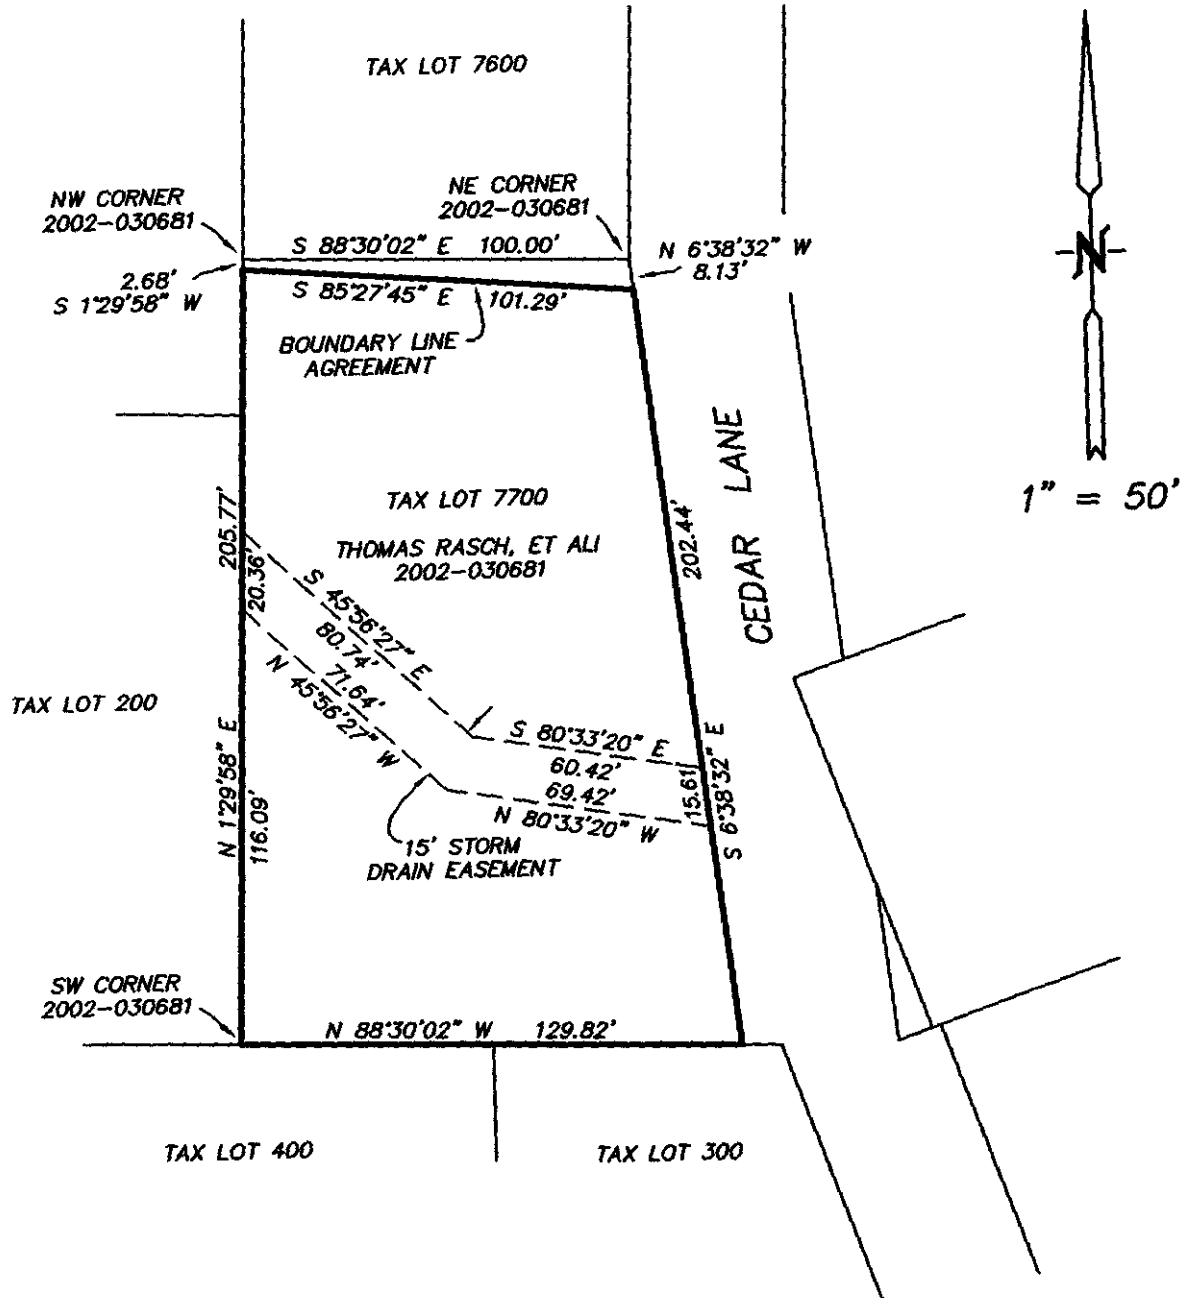 TAX LOT 7600
NW CORNER
2002-030681
NE CORNER
2002-030681
S 88°30'02" E 100.00'
N 6°38'32" W
8.13'
2.68'
S 1°29'58" W
S 85°27'45" E 101.29'
BOUNDARY LINE
AGREEMENT
N
1" = 50'
CEDAR LANE
TAX LOT 7700
THOMAS RASCH, ET ALI
2002-030681
205.77'
20.36'
202.44'
S 45°56'27" E
80.74'
71.64'
N 45°56'27" W
TAX LOT 200
S 80°33'20" E
60.42'
69.42'
N 80°33'20" W
15.61
S 6°38'32" E
N 1°29'58" E
116.09'
15' STORM
DRAIN EASEMENT
SW CORNER
2002-030681
N 88°30'02" W 129.82'
TAX LOT 400
TAX LOT 300